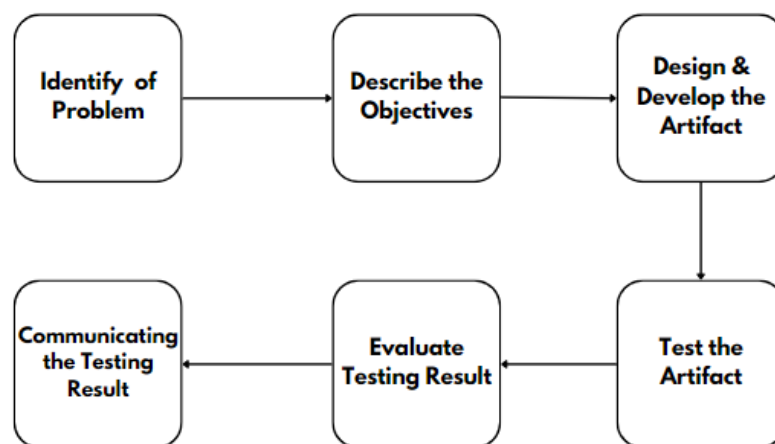 Identify of
Problem
Describe the
Objectives
Design &
Develop the
Artifact
Communicating
the Testing
Result
Evaluate
Testing Result
Test the
Artifact